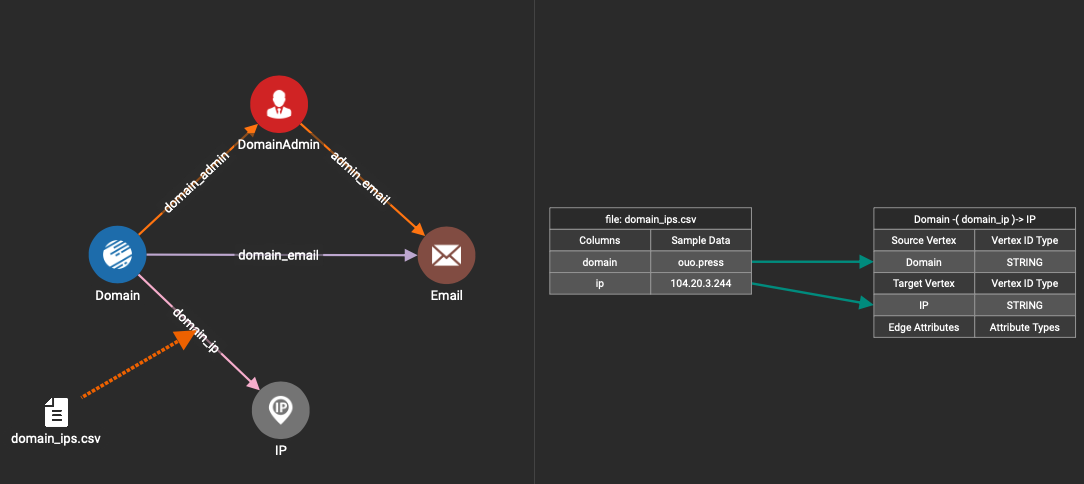 DomainAdmin
domain_admin
admin_email
domain_email
Domain
Email
domain_ip
IP
domain_ips.csv
IP
file: domain_ips.csv
Columns Sample Data
domain ouo.press
ip 104.20.3.244
Domain -( domain_ip )-> IP
Source Vertex Vertex ID Type
Domain STRING
Target Vertex Vertex ID Type
IP STRING
Edge Attributes Attribute Types